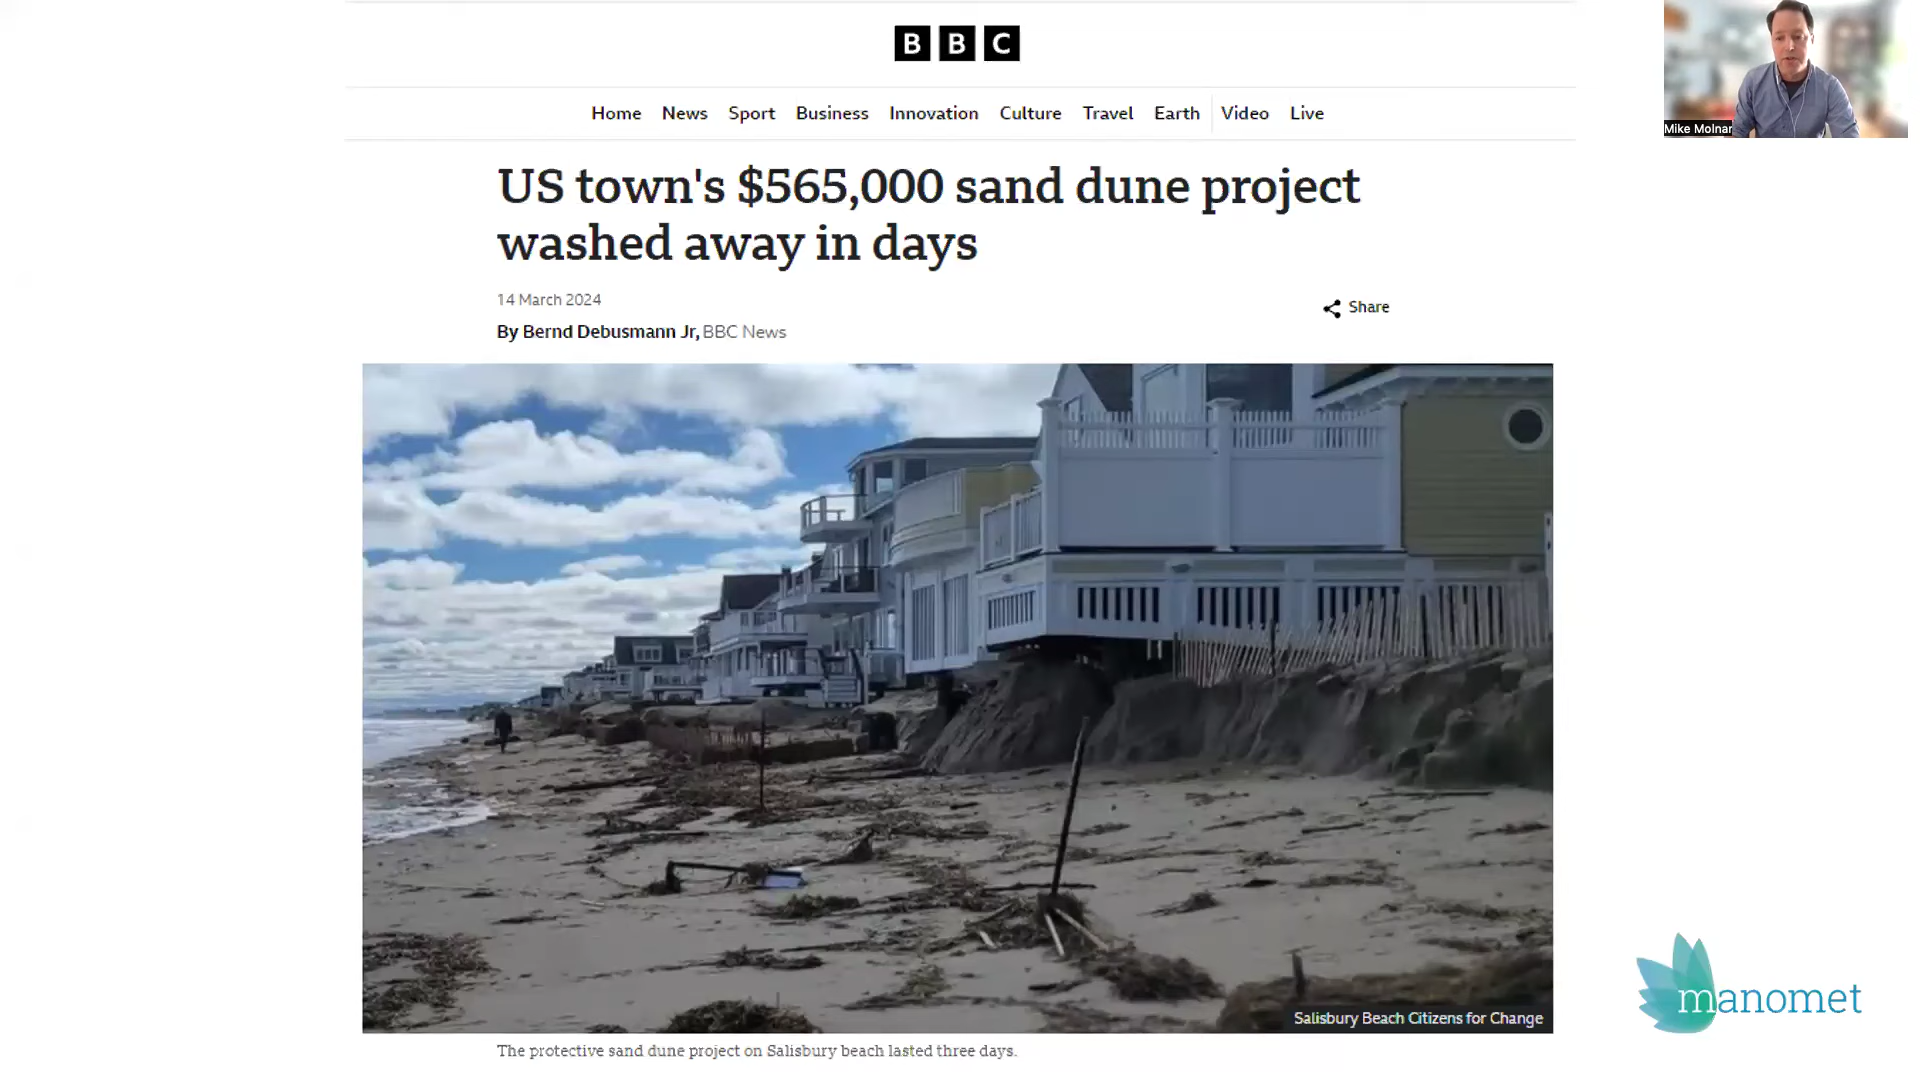 BBC
Mike Molnar
Home News Sport Business Innovation Culture Travel Earth Video Live
US town's $565,000 sand dune project
washed away in days
14 March 2024
Share
By Bernd Debusmann Jr, BBC News
Salisbury Beach Citizens for Change
manomet
The protective sand dune project on Salisbury beach lasted three days.